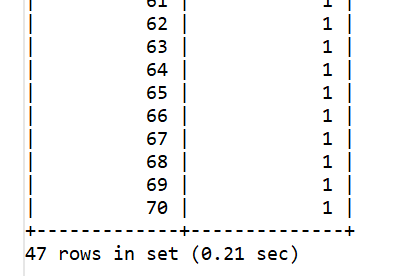 |          61 |            1 |
|          62 |            1 |
|          63 |            1 |
|          64 |            1 |
|          65 |            1 |
|          66 |            1 |
|          67 |            1 |
|          68 |            1 |
|          69 |            1 |
|          70 |            1 |
+-------------+--------------+
47 rows in set (0.21 sec)